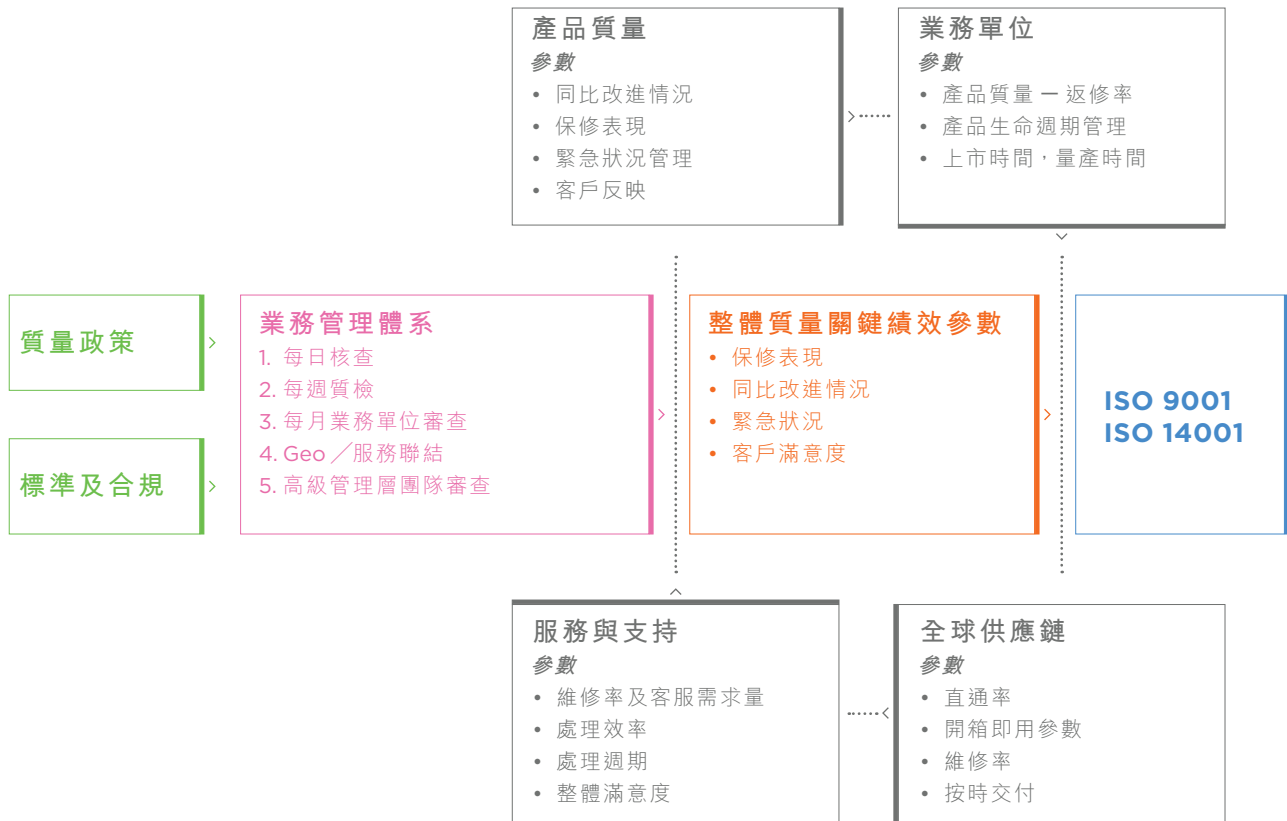 產品質量
參數
• 同比改進情況
• 保修表現
• 緊急狀況管理
• 客戶反映
業務單位
參數
• 產品質量 — 返修率
• 產品生命週期管理
• 上市時間，量產時間
質量政策
標準及合規
業務管理體系
1. 每日核查
2. 每週質檢
3. 每月業務單位審查
4. Geo／服務聯結
5. 高級管理層團隊審查
整體質量關鍵績效參數
• 保修表現
• 同比改進情況
• 緊急狀況
• 客戶滿意度
ISO 9001
ISO 14001
服務與支持
參數
• 維修率及客服需求量
• 處理效率
• 處理週期
• 整體滿意度
全球供應鏈
參數
• 直通率
• 開箱即用參數
• 維修率
• 按時交付